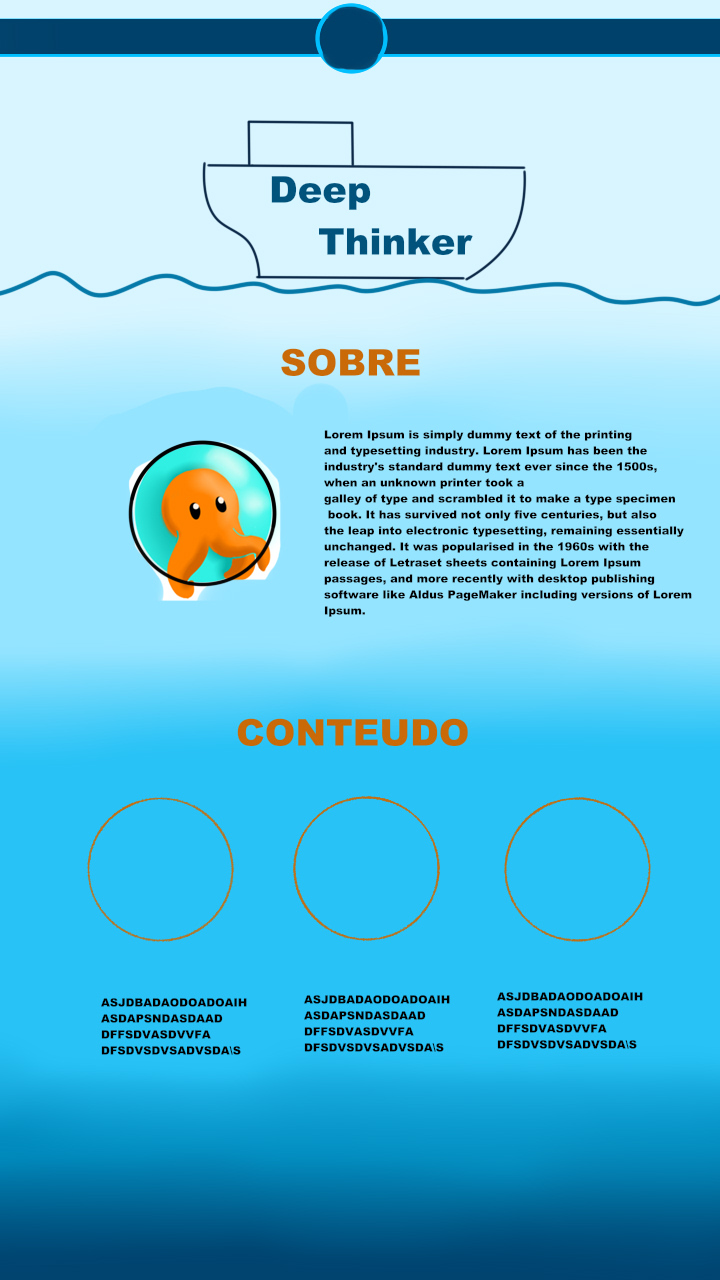 Deep
Thinker
SOBRE
Lorem Ipsum is simply dummy text of the printing
and typesetting industry. Lorem Ipsum has been the
industry's standard dummy text ever since the 1500s,
when an unknown printer took a
galley of type and scrambled it to make a type specimen
book. It has survived not only five centuries, but also
the leap into electronic typesetting, remaining essentially
unchanged. It was popularised in the 1960s with the
release of Letraset sheets containing Lorem Ipsum
passages, and more recently with desktop publishing
software like Aldus PageMaker including versions of Lorem
Ipsum.
CONTEUDO
ASJDBADAODOADOAIH
ASDAPSNDASDAAD
DFFSDVASDVVFA
DFSDVSDVSADVSDA\S
ASJDBADAODOADOAIH
ASDAPSNDASDAAD
DFFSDVASDVVFA
DFSDVSDVSADVSDA\S
ASJDBADAODOADOAIH
ASDAPSNDASDAAD
DFFSDVASDVVFA
DFSDVSDVSADVSDA\S